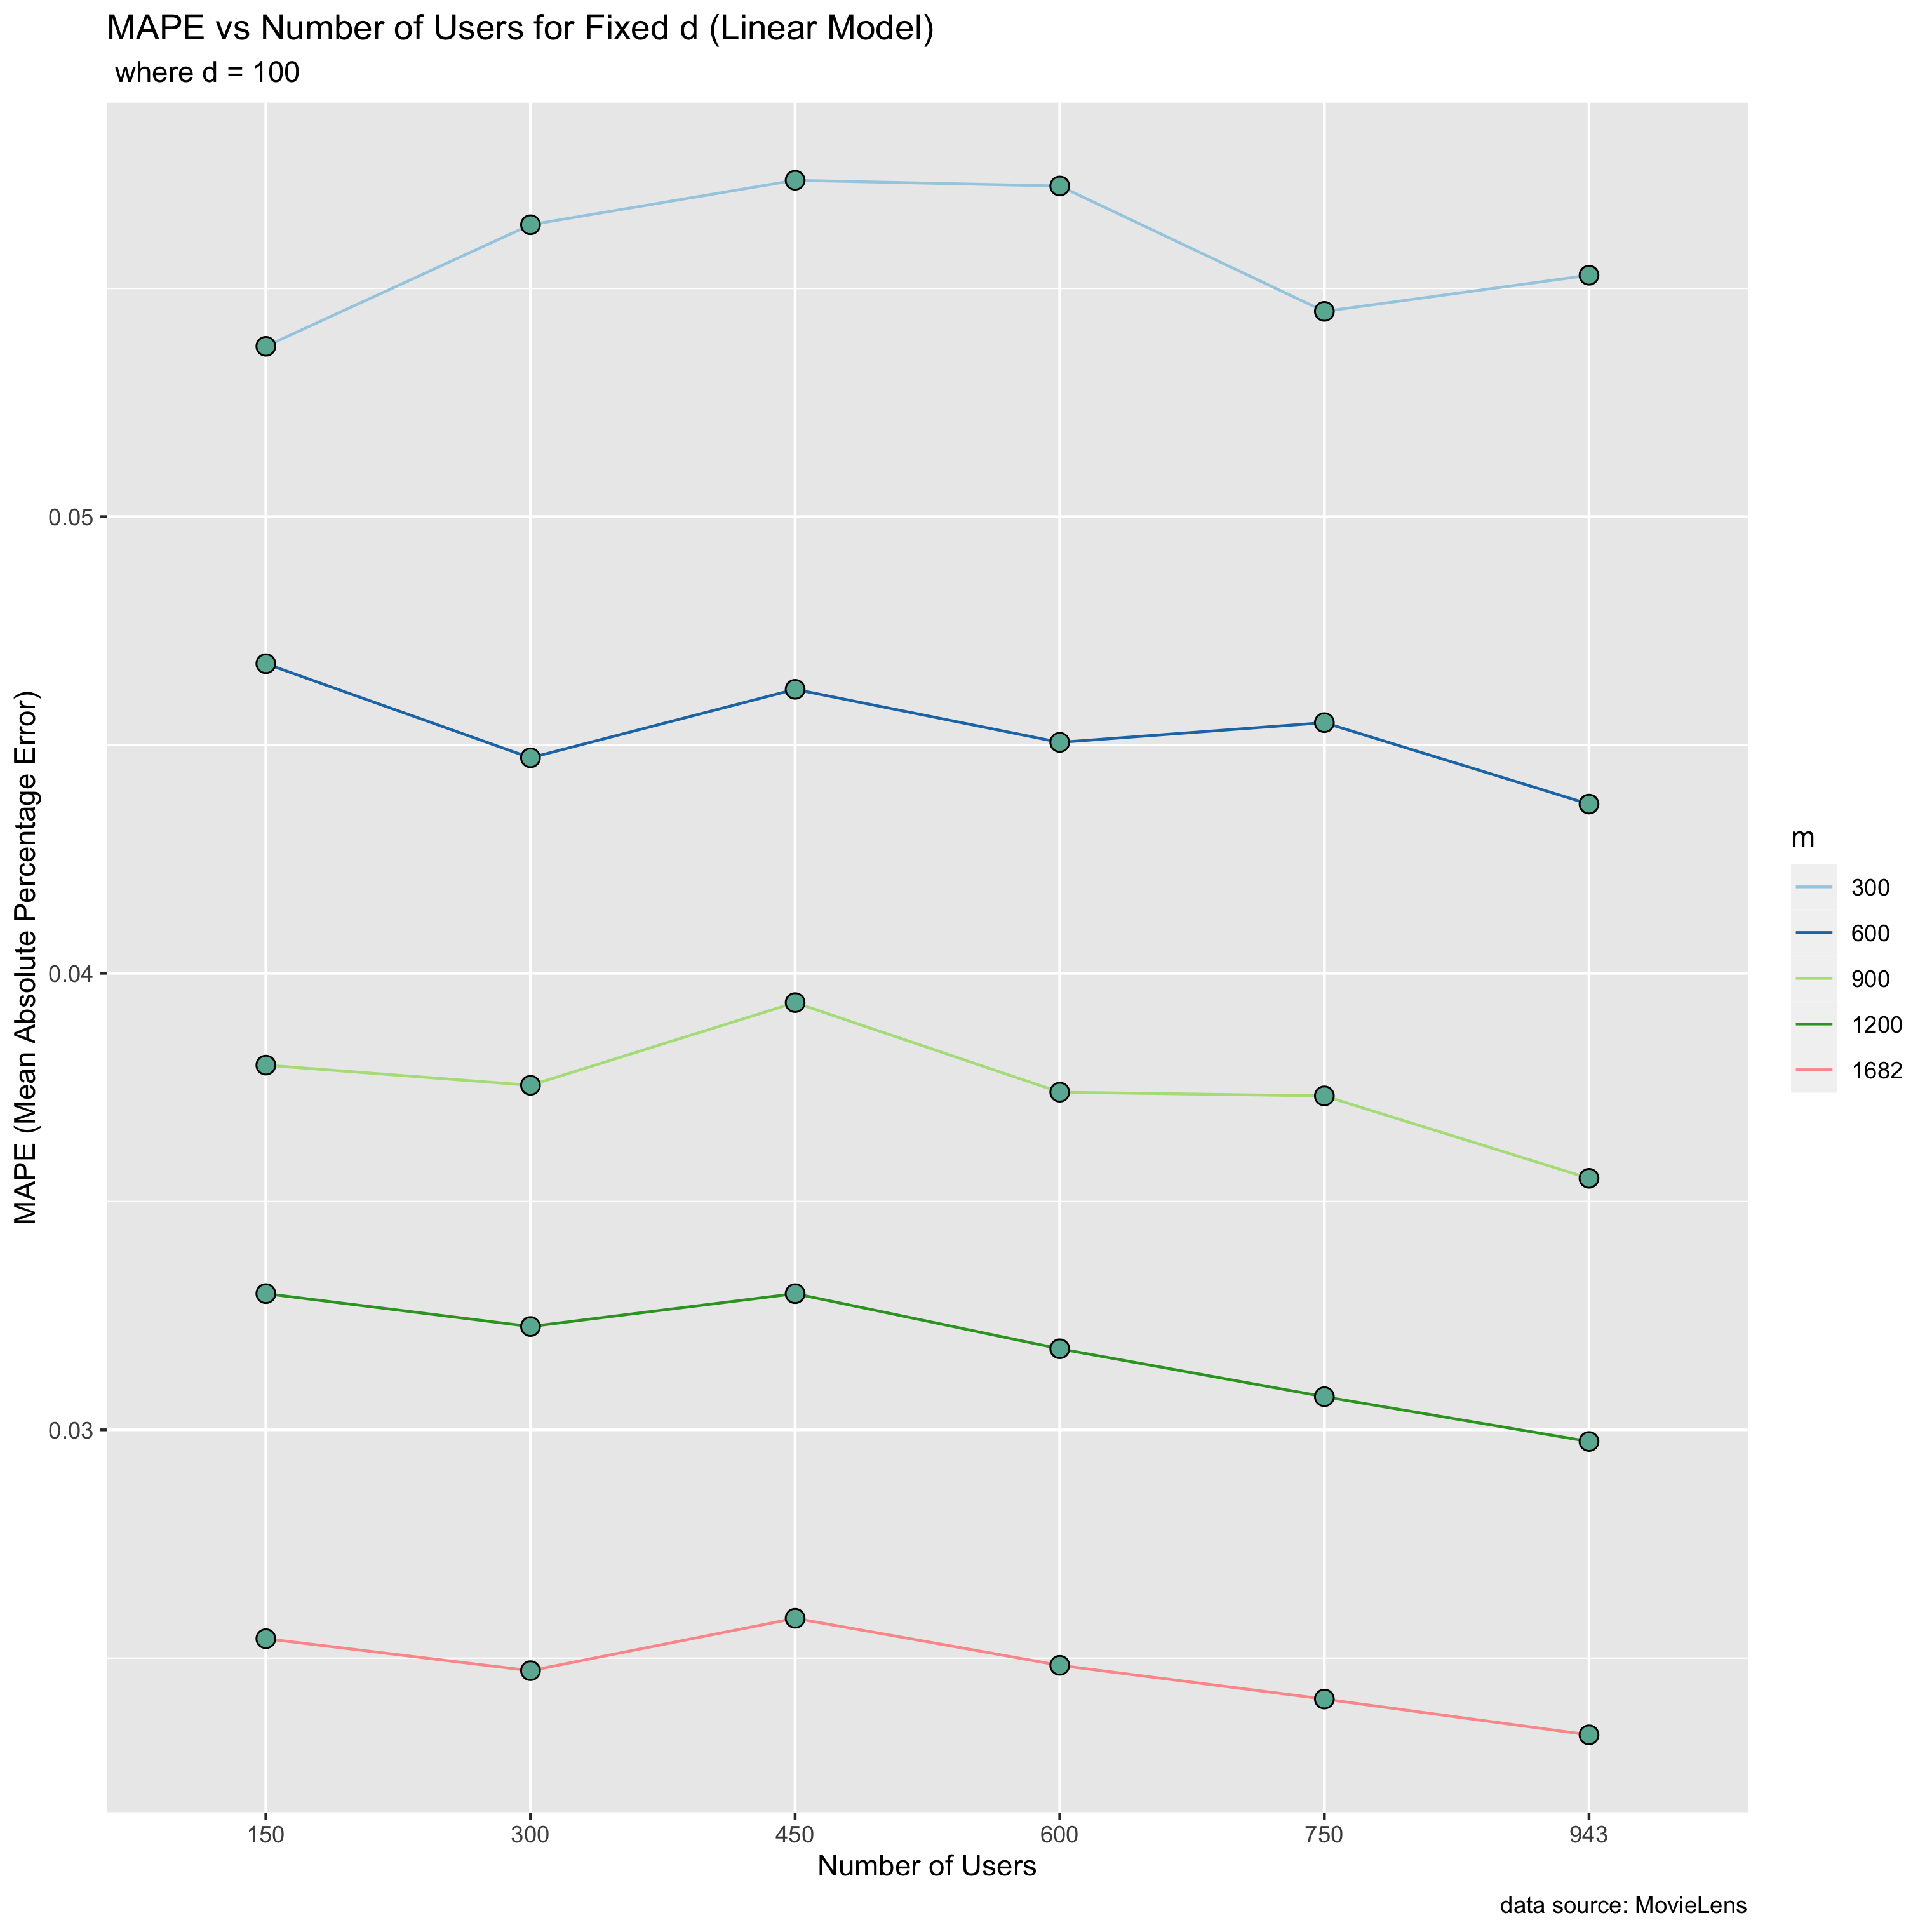 MAPE vs Number of Users for Fixed d (Linear Model)
where d = 100
MAPE (Mean Absolute Percentage Error)
0.05
0.04
0.03
150 300 450 600 750 943
Number of Users
m
300
600
900
1200
1682
data source: MovieLens